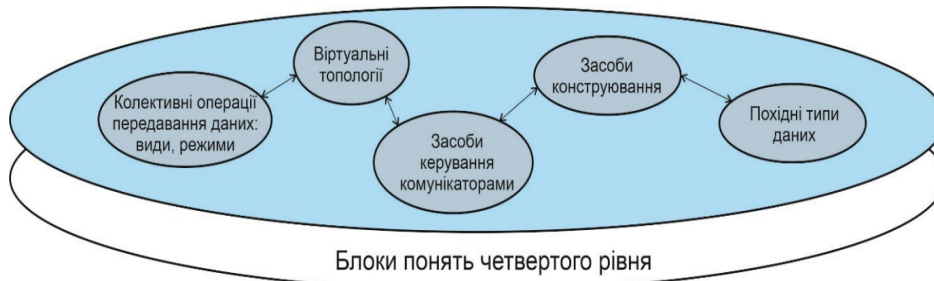 Віртуальні
топології
Колективні операції
передавання даних:
види, режими
Засоби
керування
комунікаторами
Засоби
конструювання
Похідні типи
даних
Блоки понять четвертого рівня